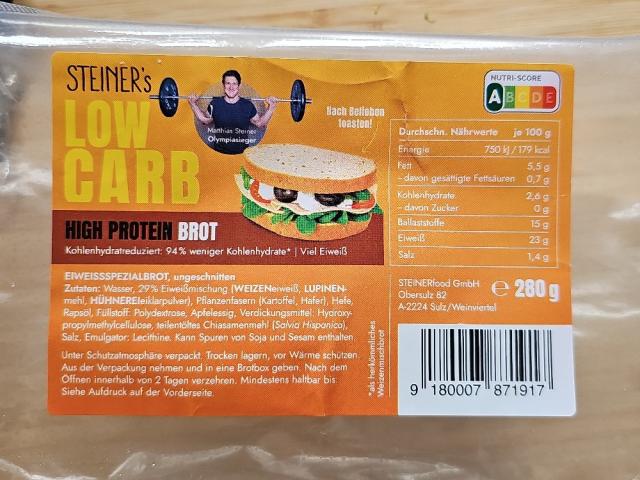 STEINER's
LOW
CARB
Matthias Steiner
Olympiasieger
Nach Belieben
toasten!
HIGH PROTEIN BROT
Kohlenhydratreduziert: 94% weniger Kohlenhydrate* | Viel Eiweiß
NUTRI-SCORE
A B C D E
Durchschn. Nährwerte je 100 g
Energie 750 kJ / 179 kcal
Fett 5,5 g
- davon gesättigte Fettsäuren 0,7 g
Kohlenhydrate 2,6 g
- davon Zucker 0 g
Ballaststoffe 15 g
Eiweiß 23 g
Salz 1,4 g
EIWEISSSPEZIALBROT, ungeschnitten
Zutaten: Wasser, 29% Eiweißmischung (WEIZENeiweiß, LUPINEN-
mehl, HÜHNEREIeiklarpulver), Pflanzenfasern (Kartoffel, Hafer), Hefe,
Rapsöl, Füllstoff: Polydextrose, Apfelessig, Verdickungsmittel: Hydroxy-
propylmethylcellulose, teilentöltes Chiasamenmehl (Salvia Hispanica),
Salz, Emulgator: Lecithine. Kann Spuren von Soja und Sesam enthalten.
Unter Schutzatmosphäre verpackt. Trocken lagern, vor Wärme schützen.
Aus der Verpackung nehmen und in eine Brotbox geben. Nach dem
Öffnen innerhalb von 2 Tagen verzehren. Mindestens haltbar bis:
Siehe Aufdruck auf der Vorderseite.
*als herkömmliches
Weizenmischbrot
STEINERfood GmbH
Obersulz 82
A-2224 Sulz/Weinviertel
e 280 g
9 180007 871917